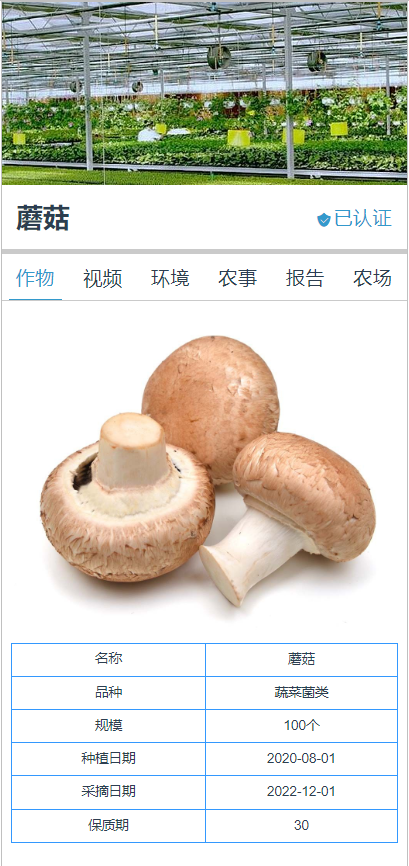 蘑菇
已认证
作物 视频 环境 农事 报告 农场
名称 蘑菇
品种 蔬菜菌类
规模 100个
种植日期 2020-08-01
采摘日期 2022-12-01
保质期 30